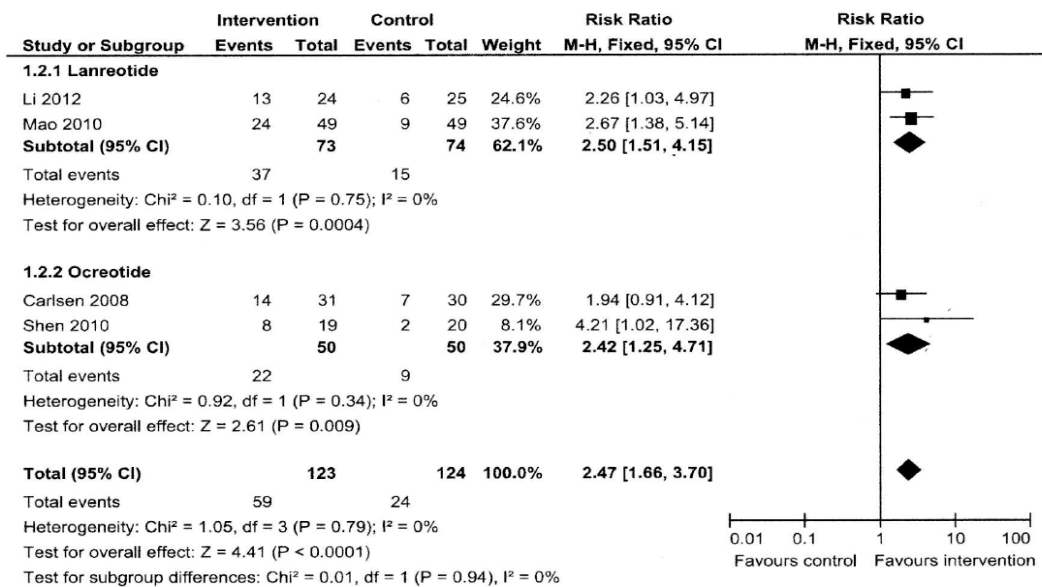 Intervention Control Risk Ratio Risk Ratio
Study or Subgroup Events Total Events Total Weight M-H, Fixed, 95% CI M-H, Fixed, 95% CI
1.2.1 Lanreotide
Li 2012 13 24 6 25 24.6% 2.26 [1.03, 4.97]
Mao 2010 24 49 9 49 37.6% 2.67 [1.38, 5.14]
Subtotal (95% CI) 73 74 62.1% 2.50 [1.51, 4.15]
Total events 37 15
Heterogeneity: Chi² = 0.10, df = 1 (P = 0.75); I² = 0%
Test for overall effect: Z = 3.56 (P = 0.0004)
1.2.2 Ocreotide
Carlsen 2008 14 31 7 30 29.7% 1.94 [0.91, 4.12]
Shen 2010 8 19 2 20 8.1% 4.21 [1.02, 17.36]
Subtotal (95% CI) 50 50 37.9% 2.42 [1.25, 4.71]
Total events 22 9
Heterogeneity: Chi² = 0.92, df = 1 (P = 0.34); I² = 0%
Test for overall effect: Z = 2.61 (P = 0.009)
Total (95% CI) 123 124 100.0% 2.47 [1.66, 3.70]
Total events 59 24
Heterogeneity: Chi² = 1.05, df = 3 (P = 0.79); I² = 0%
Test for overall effect: Z = 4.41 (P < 0.0001)
Test for subgroup differences: Chi² = 0.01, df = 1 (P = 0.94), I² = 0%
0.01 0.1 1 10 100
Favours control Favours intervention